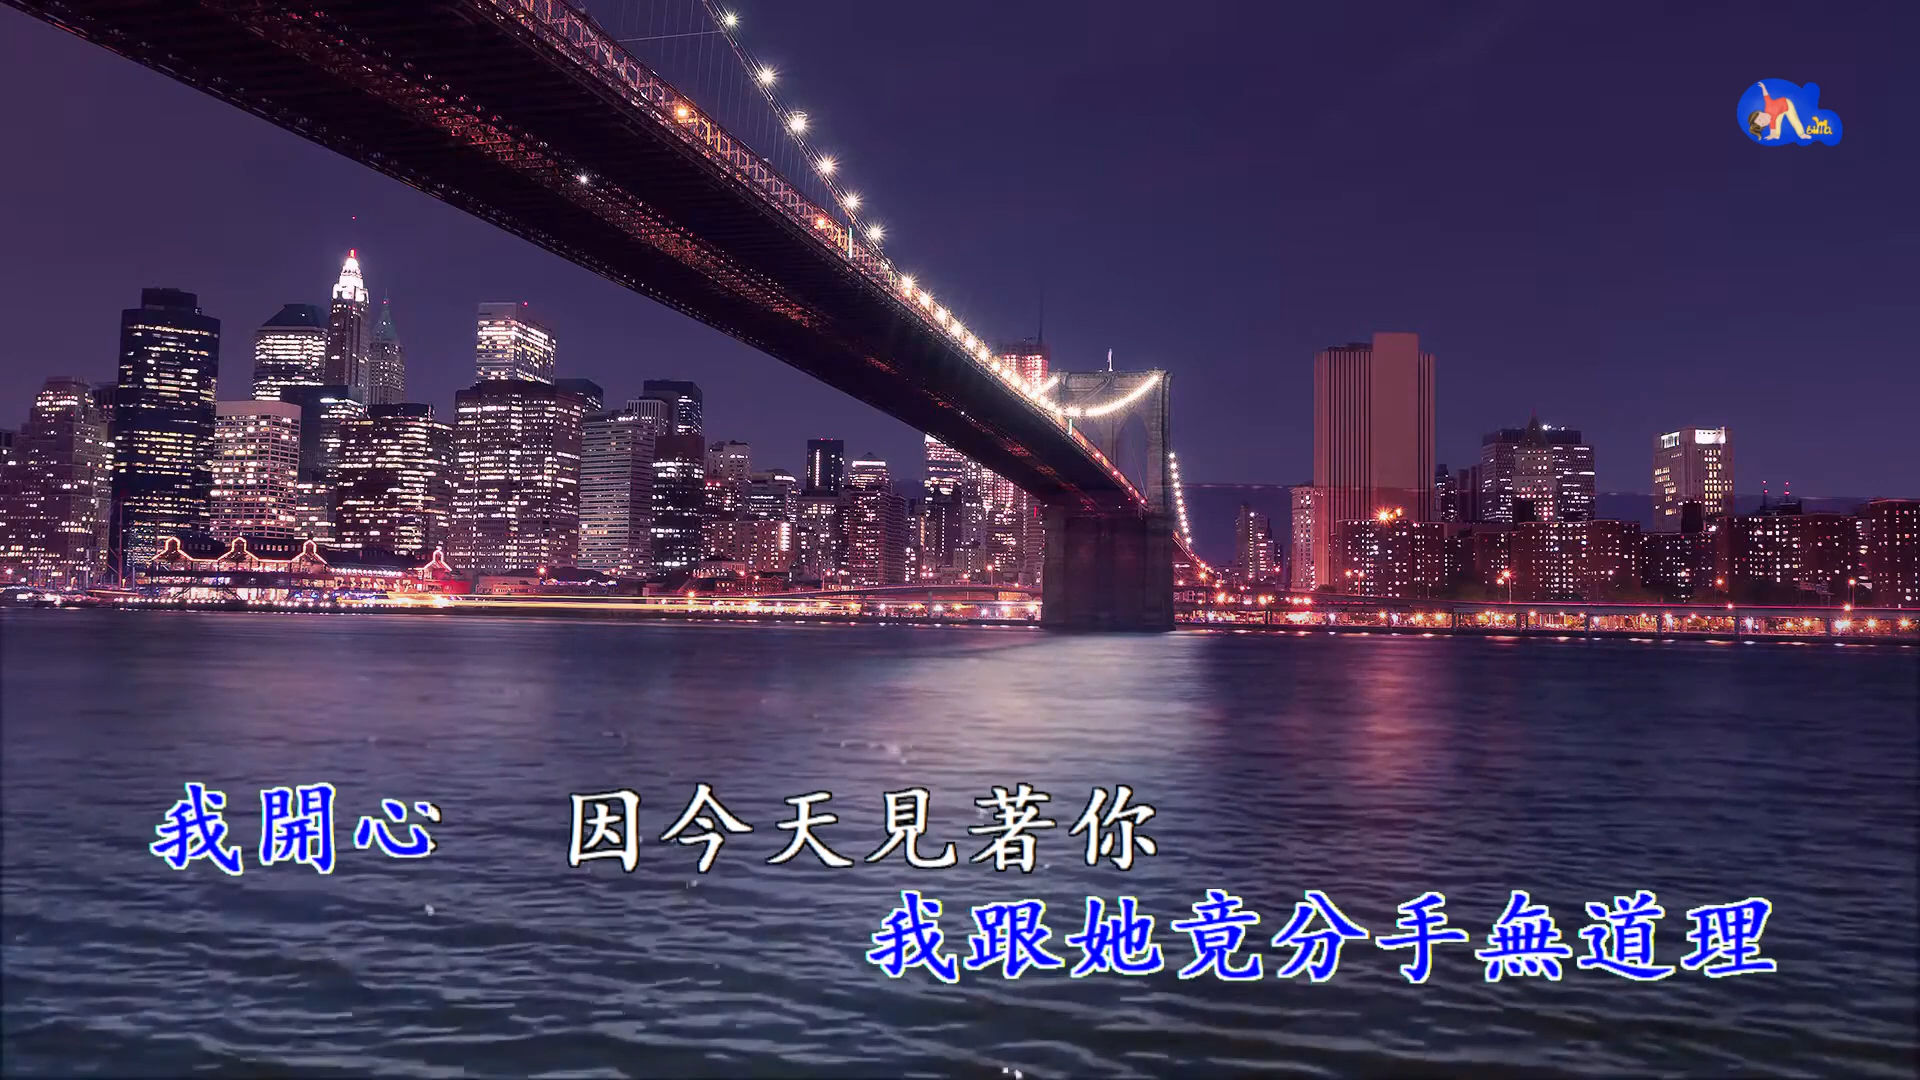 我開心 因今天見著你
我跟她竟分手無道理